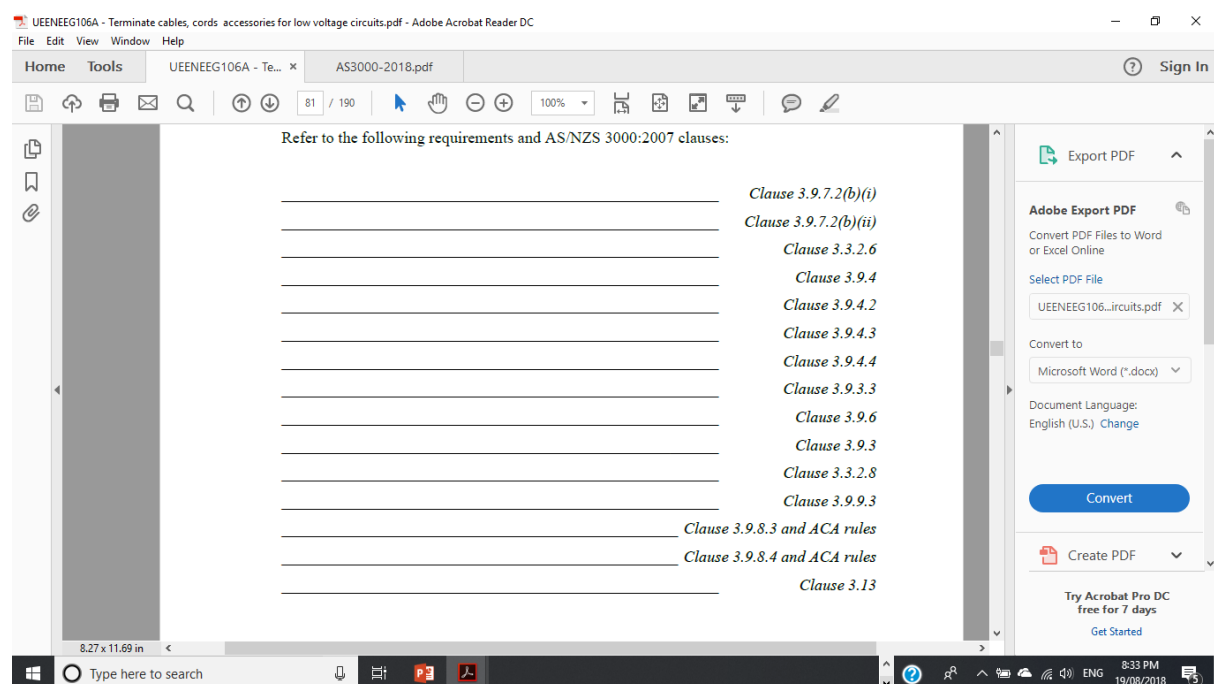 UEENEEG106A - Terminate cables, cords accessories for low voltage circuits.pdf - Adobe Acrobat Reader DC
File Edit View Window Help
Home Tools UEENEEG106A - Te... × AS3000-2018.pdf ? Sign In
81 / 190 100%
Refer to the following requirements and AS/NZS 3000:2007 clauses:
Clause 3.9.7.2(b)(i)
Clause 3.9.7.2(b)(ii)
Clause 3.3.2.6
Clause 3.9.4
Clause 3.9.4.2
Clause 3.9.4.3
Clause 3.9.4.4
Clause 3.9.3.3
Clause 3.9.6
Clause 3.9.3
Clause 3.3.2.8
Clause 3.9.9.3
Clause 3.9.8.3 and ACA rules
Clause 3.9.8.4 and ACA rules
Clause 3.13
8.27 x 11.69 in
Export PDF
Adobe Export PDF
Convert PDF Files to Word
or Excel Online
Select PDF File
UEENEEG106...ircuits.pdf ×
Convert to
Microsoft Word (*.docx)
Document Language:
English (U.S.) Change
Convert
Create PDF
Try Acrobat Pro DC
free for 7 days
Get Started
Type here to search
ENG
8:33 PM
19/08/2018
5